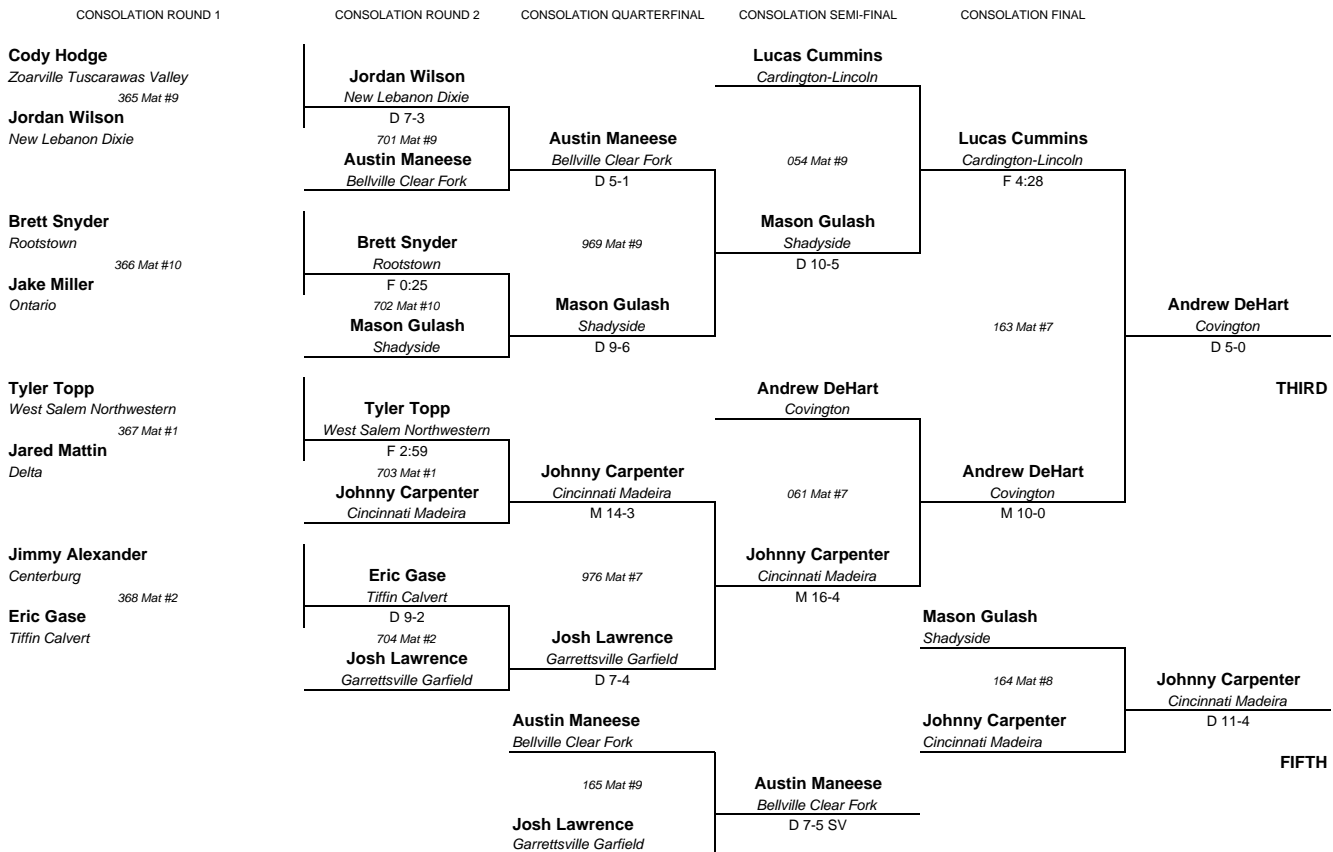 CONSOLATION ROUND 1
CONSOLATION ROUND 2
CONSOLATION QUARTERFINAL
CONSOLATION SEMI-FINAL
CONSOLATION FINAL
Cody Hodge
Zoarville Tuscarawas Valley
365 Mat #9
Jordan Wilson
New Lebanon Dixie
Brett Snyder
Rootstown
366 Mat #10
Jake Miller
Ontario
Tyler Topp
West Salem Northwestern
367 Mat #1
Jared Mattin
Delta
Jimmy Alexander
Centerburg
368 Mat #2
Eric Gase
Tiffin Calvert
Jordan Wilson
New Lebanon Dixie
D 7-3
701 Mat #9
Austin Maneese
Bellville Clear Fork
Brett Snyder
Rootstown
F 0:25
702 Mat #10
Mason Gulash
Shadyside
Tyler Topp
West Salem Northwestern
F 2:59
703 Mat #1
Johnny Carpenter
Cincinnati Madeira
Eric Gase
Tiffin Calvert
D 9-2
704 Mat #2
Josh Lawrence
Garrettsville Garfield
Austin Maneese
Bellville Clear Fork
D 5-1
969 Mat #9
Mason Gulash
Shadyside
D 9-6
Johnny Carpenter
Cincinnati Madeira
M 14-3
976 Mat #7
Josh Lawrence
Garrettsville Garfield
D 7-4
Austin Maneese
Bellville Clear Fork
165 Mat #9
Josh Lawrence
Garrettsville Garfield
Lucas Cummins
Cardington-Lincoln
054 Mat #9
Mason Gulash
Shadyside
D 10-5
Andrew DeHart
Covington
061 Mat #7
Johnny Carpenter
Cincinnati Madeira
M 16-4
Austin Maneese
Bellville Clear Fork
D 7-5 SV
Lucas Cummins
Cardington-Lincoln
F 4:28
163 Mat #7
Andrew DeHart
Covington
M 10-0
Mason Gulash
Shadyside
164 Mat #8
Johnny Carpenter
Cincinnati Madeira
Andrew DeHart
Covington
D 5-0
THIRD
Johnny Carpenter
Cincinnati Madeira
D 11-4
FIFTH